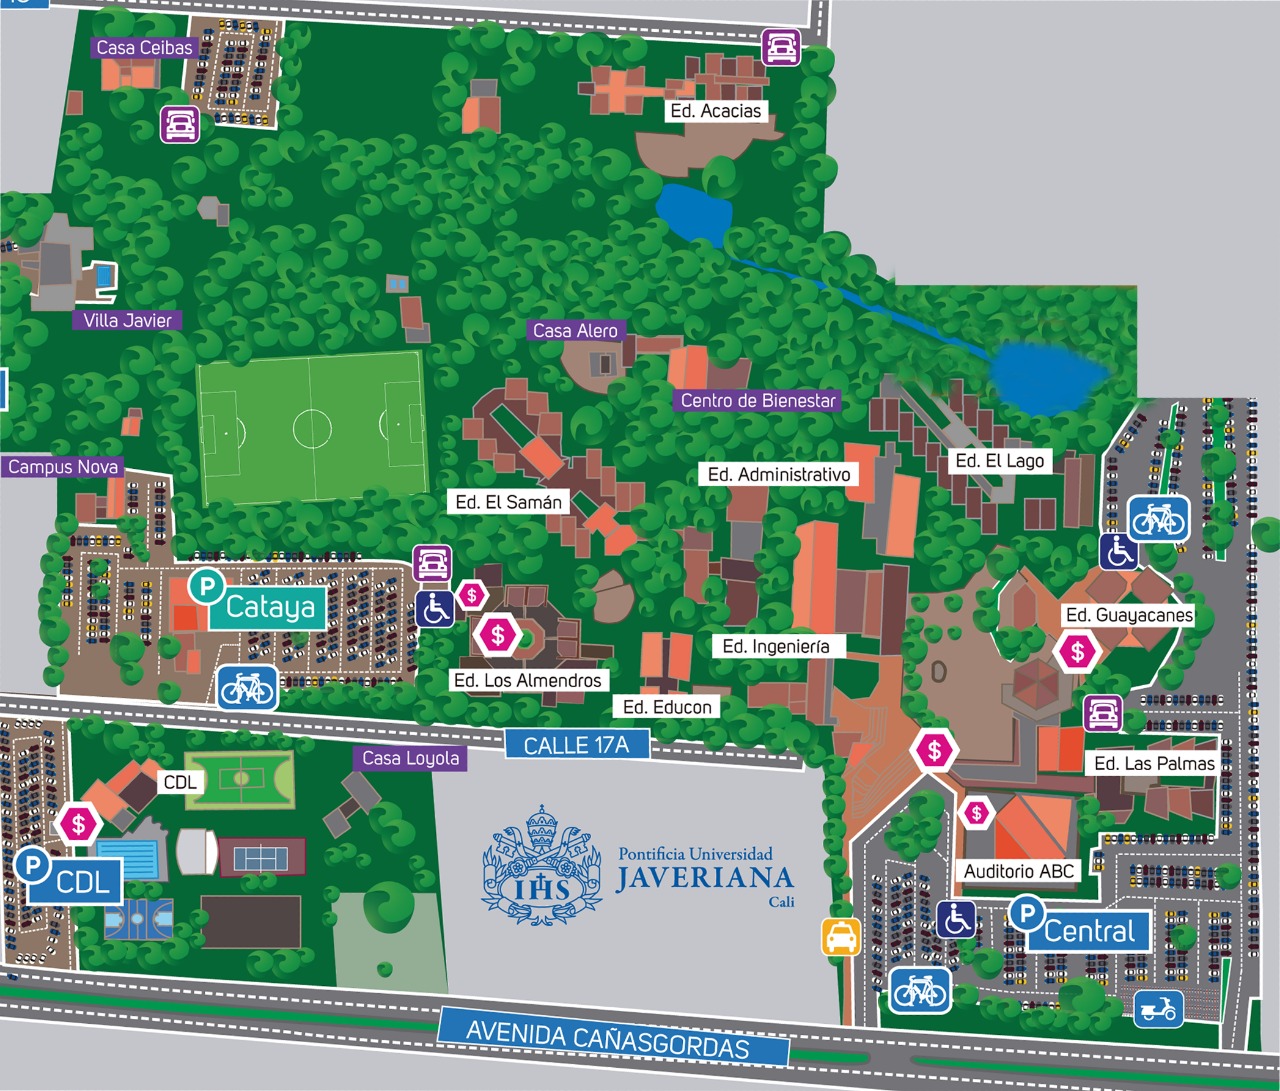 Casa Ceibas
Ed. Acacias
Villa Javier
Casa Alero
Centro de Bienestar
Campus Nova
Ed. El Samán
Ed. Administrativo
Ed. El Lago
P
Cataya
$
$
Ed. Guayacanes
$
Ed. Ingeniería
Ed. Los Almendros
Ed. Educon
CALLE 17A
Casa Loyola
$
Ed. Las Palmas
CDL
$
$
P
CDL
IHS
Pontificia Universidad
JAVERIANA
Cali
Auditorio ABC
P
Central
AVENIDA CAÑASGORDAS